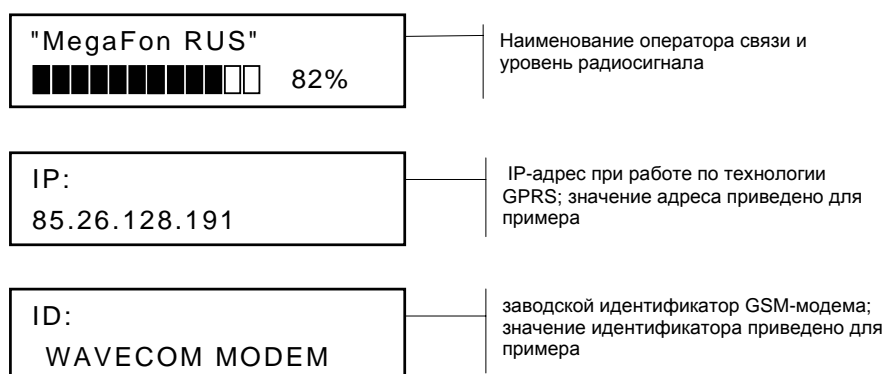 "MegaFon RUS"
82%
Наименование оператора связи и
уровень радиосигнала
IP:
85.26.128.191
IP-адрес при работе по технологии
GPRS; значение адреса приведено для
примера
ID:
WAVECOM MODEM
заводской идентификатор GSM-модема;
значение идентификатора приведено для
примера